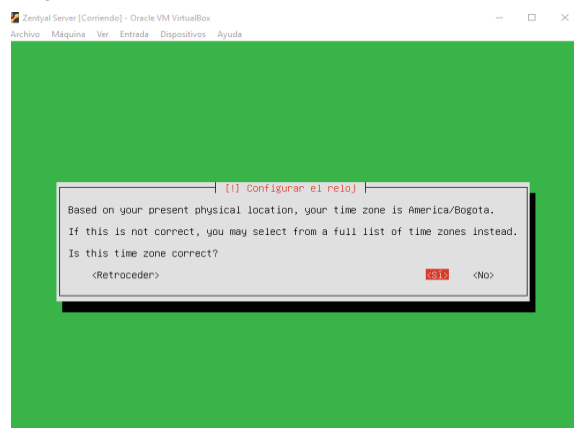 Zentyal Server [Corriendo] - Oracle VM VirtualBox
Archivo Máquina Ver Entrada Dispositivos Ayuda
[!] Configurar el reloj
Based on your present physical location, your time zone is America/Bogota.
If this is not correct, you may select from a full list of time zones instead.
Is this time zone correct?
<Retroceder> <Sí> <No>